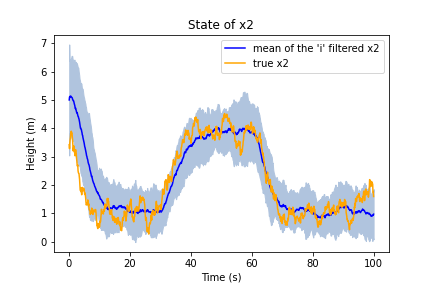 State of x2
mean of the 'i' filtered x2
true x2
Height (m)
7
6
5
4
3
2
1
0
0 20 40 60 80 100
Time (s)